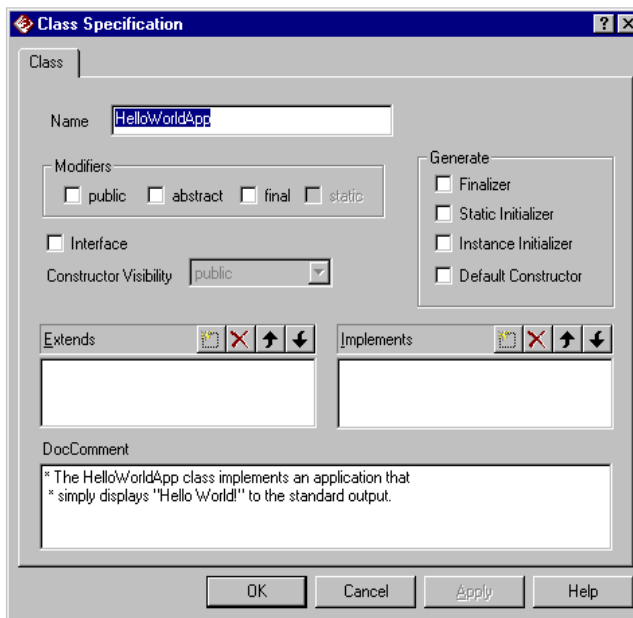 Class Specification
Class
Name HelloWorldApp
Modifiers
public abstract final static
Generate
Finalizer
Static Initializer
Instance Initializer
Default Constructor
Interface
Constructor Visibility public
Extends
Implements
DocComment
* The HelloWorldApp class implements an application that
* simply displays "Hello World!" to the standard output.
OK Cancel Apply Help